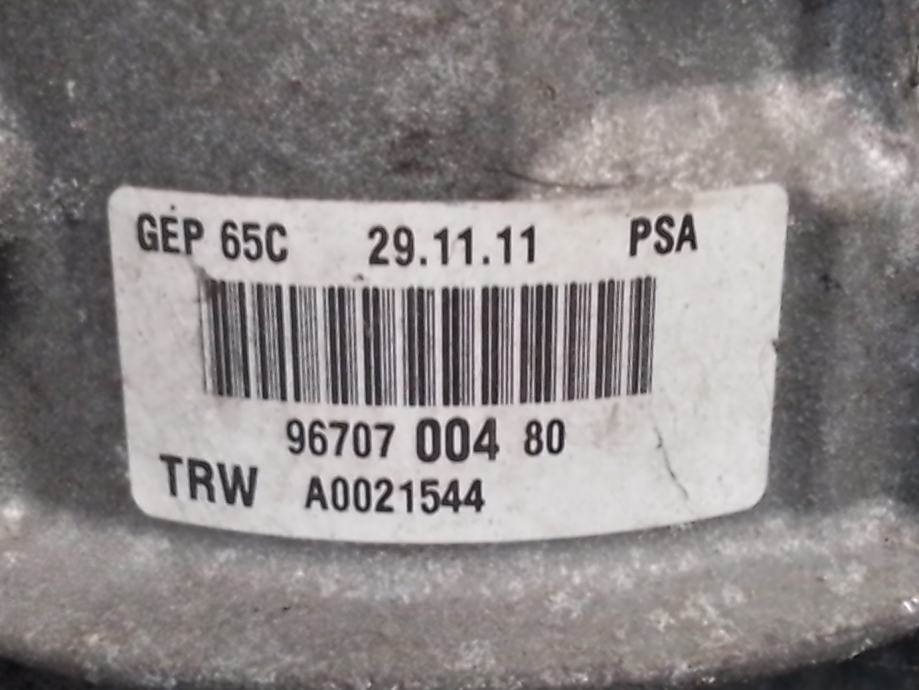 GEP 65C 29.11.11 PSA
96707 004 80
TRW A0021544